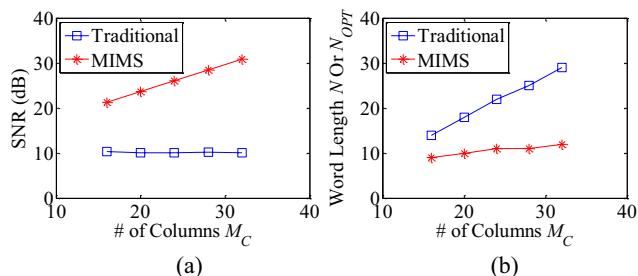 SNR (dB)
40
30
20
10
0
Traditional
MIMS
10
20
30
40
# of Columns M_C
(a)
Word Length N Or N_OPT
40
30
20
10
0
Traditional
MIMS
10
20
30
40
# of Columns M_C
(b)